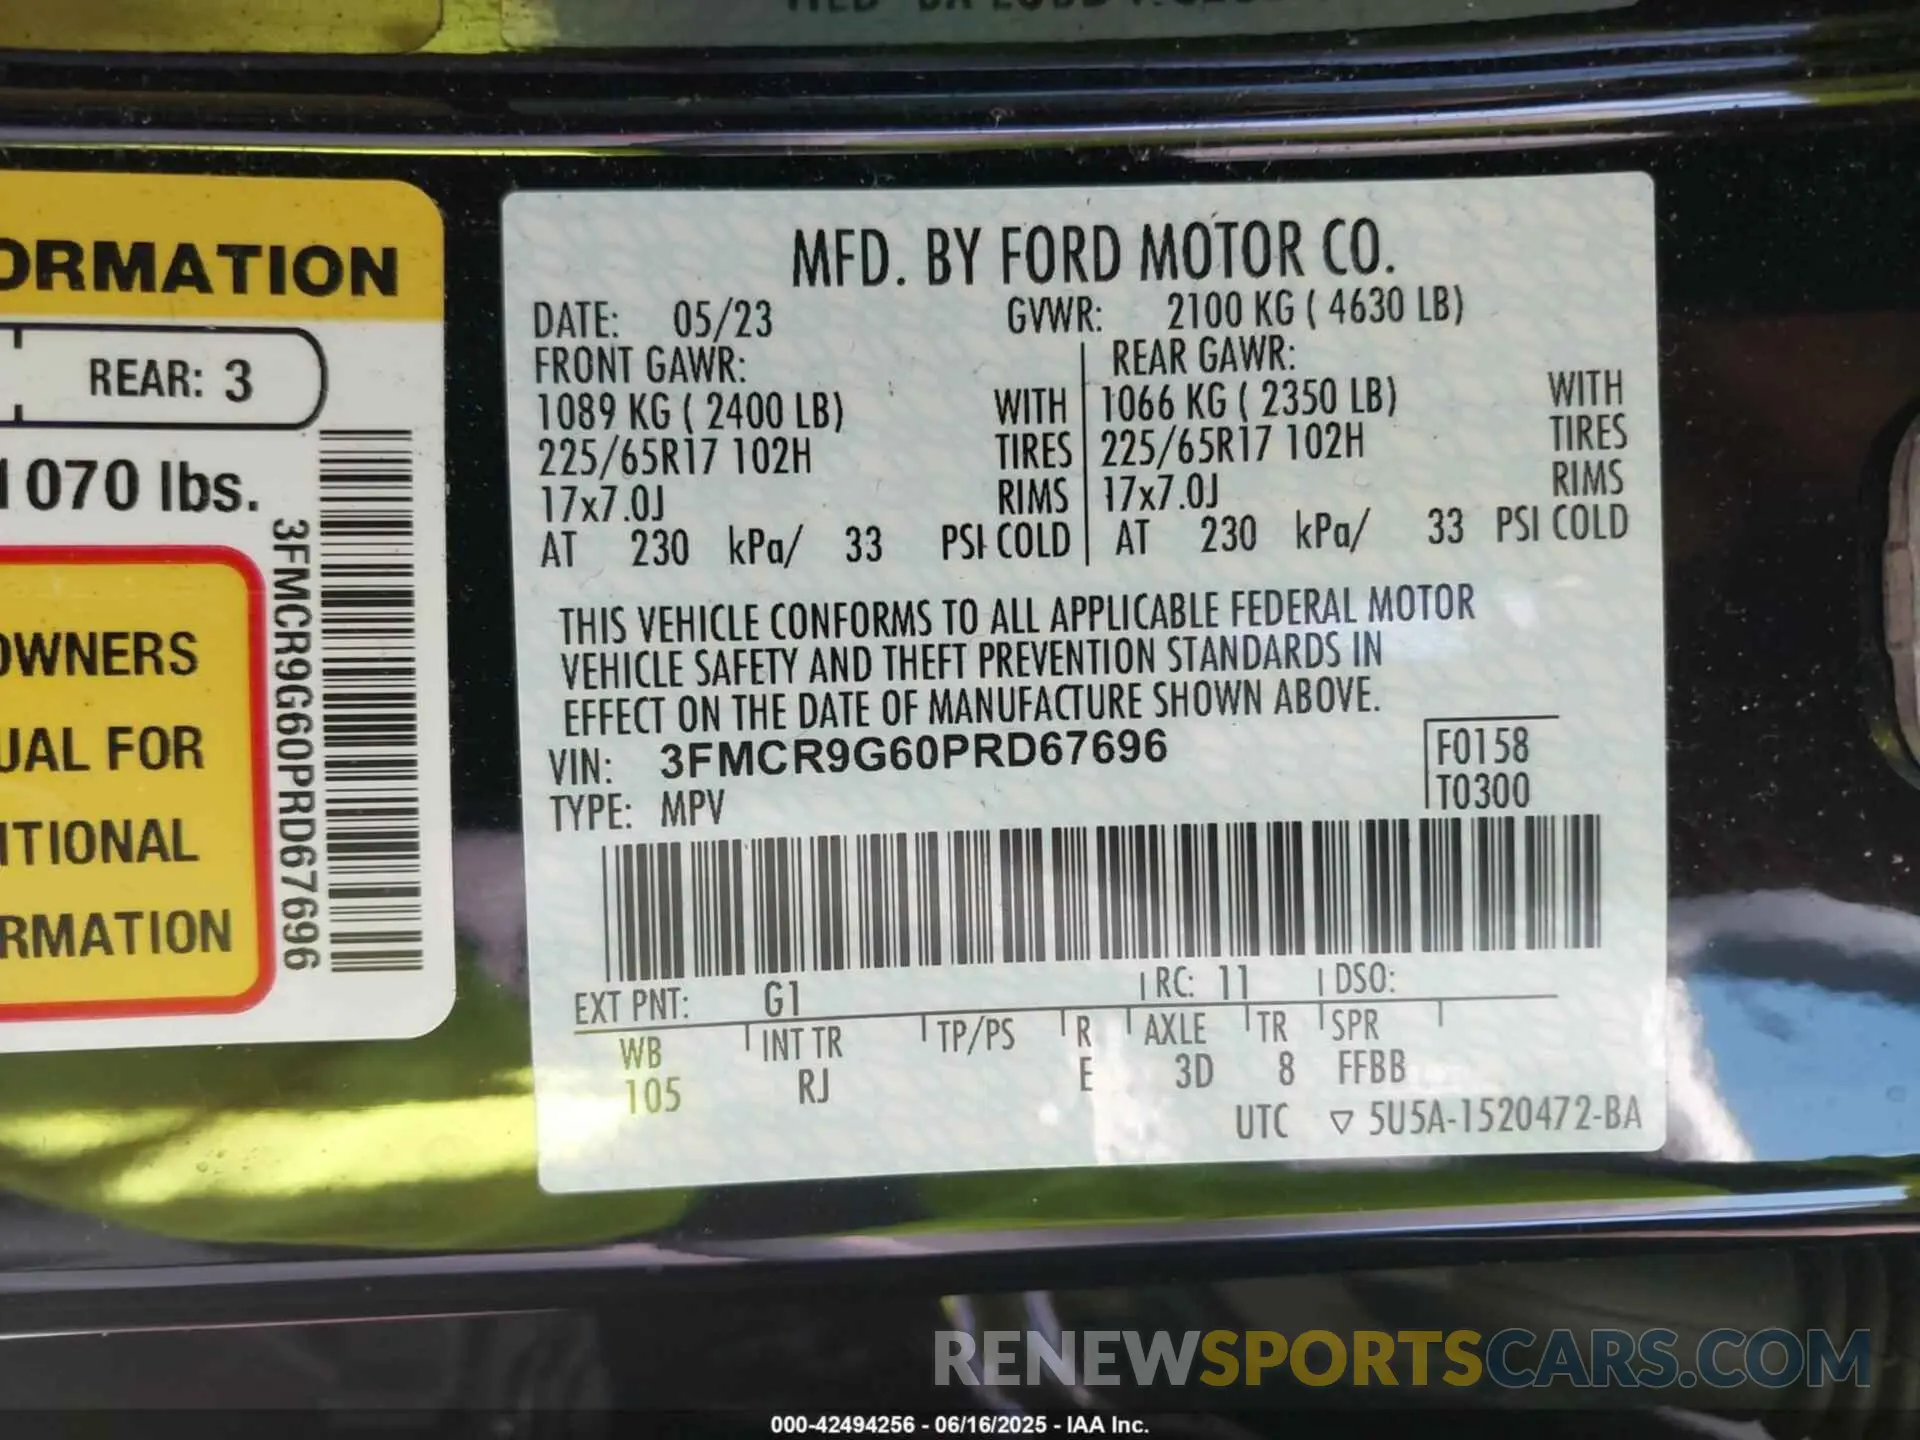 ORMATION
REAR: 3
1070 lbs.
3FMCR9G60PRD67696
OWNERS
UAL FOR
ITIONAL
RMATION
MFD. BY FORD MOTOR CO.
DATE: 05/23 GVWR: 2100 KG ( 4630 LB)
FRONT GAWR: REAR GAWR:
1089 KG ( 2400 LB) WITH 1066 KG ( 2350 LB) WITH
225/65R17 102H TIRES 225/65R17 102H TIRES
17x7.0J RIMS 17x7.0J RIMS
AT 230 kPa/ 33 PSI COLD AT 230 kPa/ 33 PSI COLD
THIS VEHICLE CONFORMS TO ALL APPLICABLE FEDERAL MOTOR
VEHICLE SAFETY AND THEFT PREVENTION STANDARDS IN
EFFECT ON THE DATE OF MANUFACTURE SHOWN ABOVE.
VIN: 3FMCR9G60PRD67696 F0158
TYPE: MPV T0300
EXT PNT: G1 RC: 11 DSO:
WB INT TR TP/PS R AXLE TR SPR
105 RJ E 3D 8 FFBB
UTC ▽ 5U5A-1520472-BA
RENEWSPORTSCARS.COM
000-42494256 - 06/16/2025 - IAA Inc.